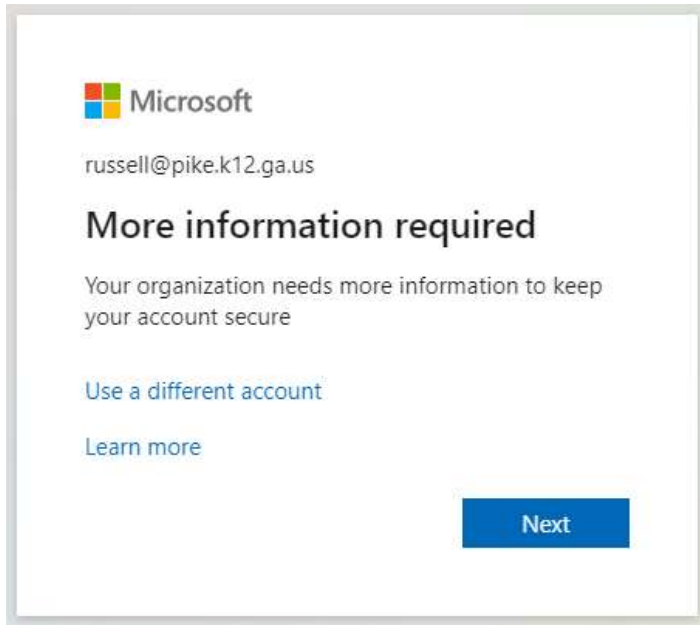 Microsoft
russell@pike.k12.ga.us
More information required
Your organization needs more information to keep
your account secure
Use a different account
Learn more
Next